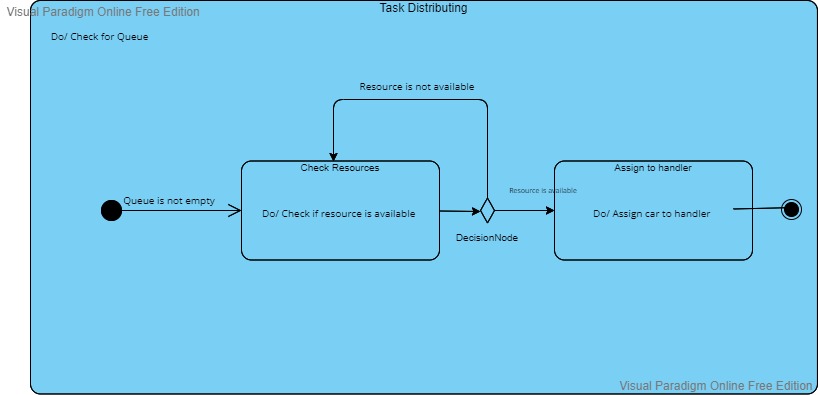 Task Distributing
Visual Paradigm Online Free Edition
Do/ Check for Queue
Resource is not available
Check Resources
Assign to handler
Resource is available
Queue is not empty
Do/ Check if resource is available
Do/ Assign car to handler
DecisionNode
Visual Paradigm Online Free Edition